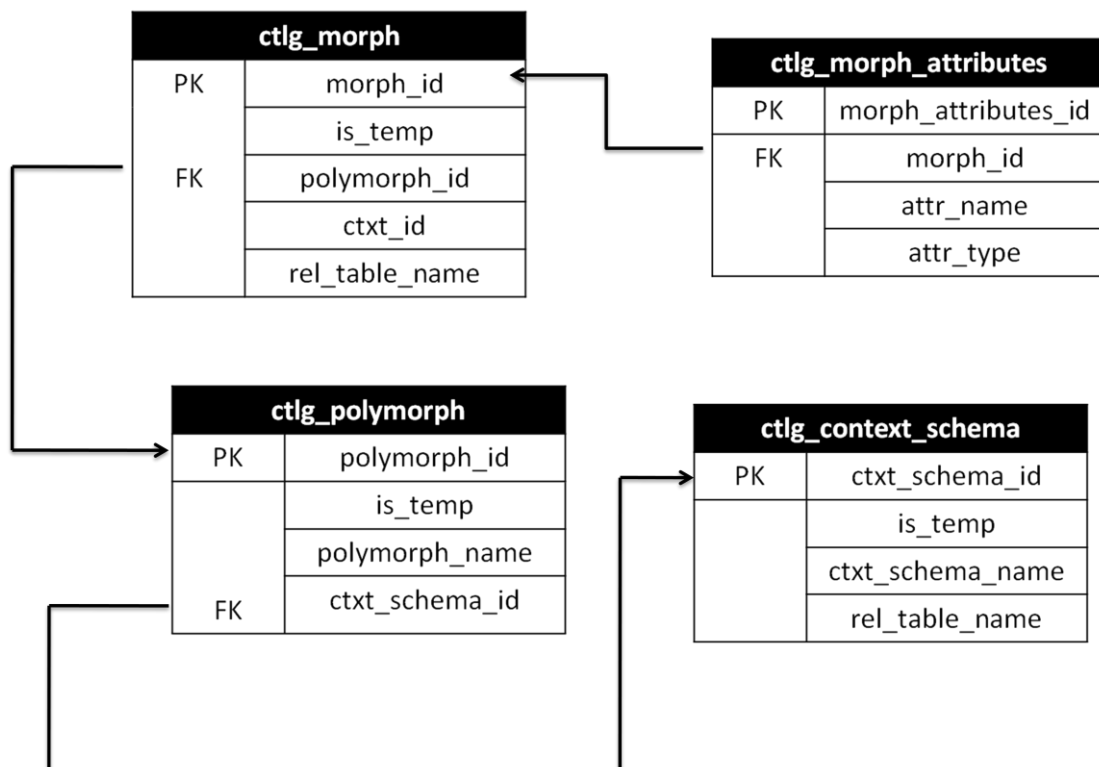 ctlg_morph
PK morph_id
is_temp
FK polymorph_id
ctxt_id
rel_table_name
ctlg_morph_attributes
PK morph_attributes_id
FK morph_id
attr_name
attr_type
ctlg_polymorph
PK polymorph_id
is_temp
polymorph_name
FK ctxt_schema_id
ctlg_context_schema
PK ctxt_schema_id
is_temp
ctxt_schema_name
rel_table_name